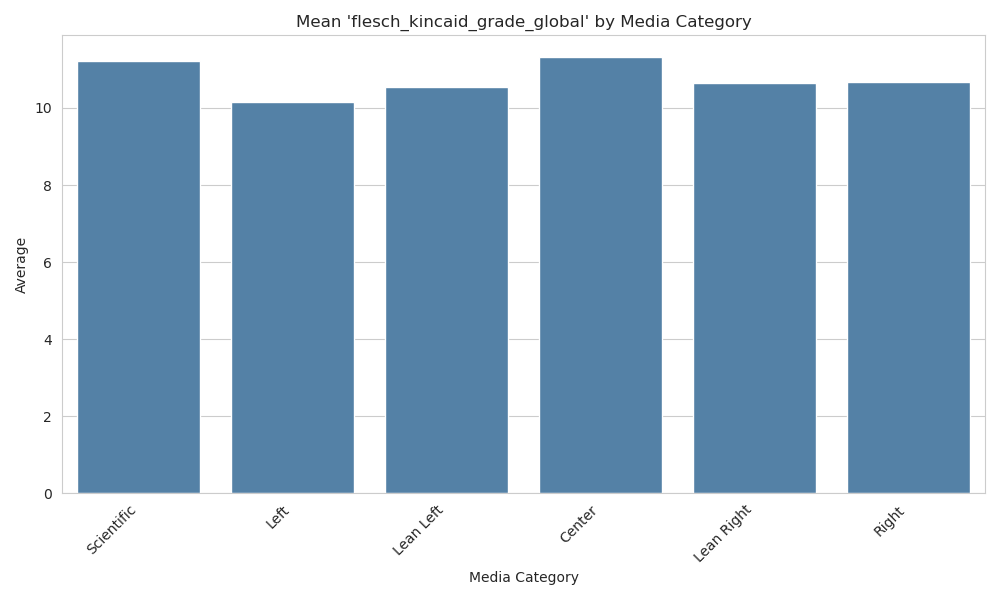 Mean 'flesch_kincaid_grade_global' by Media Category
Average
10
8
6
4
2
0
Scientific
Left
Lean Left
Center
Lean Right
Right
Media Category